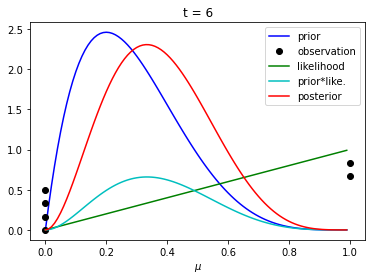 t = 6
prior
observation
likelihood
prior*like.
posterior
2.5
2.0
1.5
1.0
0.5
0.0
0.0 0.2 0.4 0.6 0.8 1.0
μ